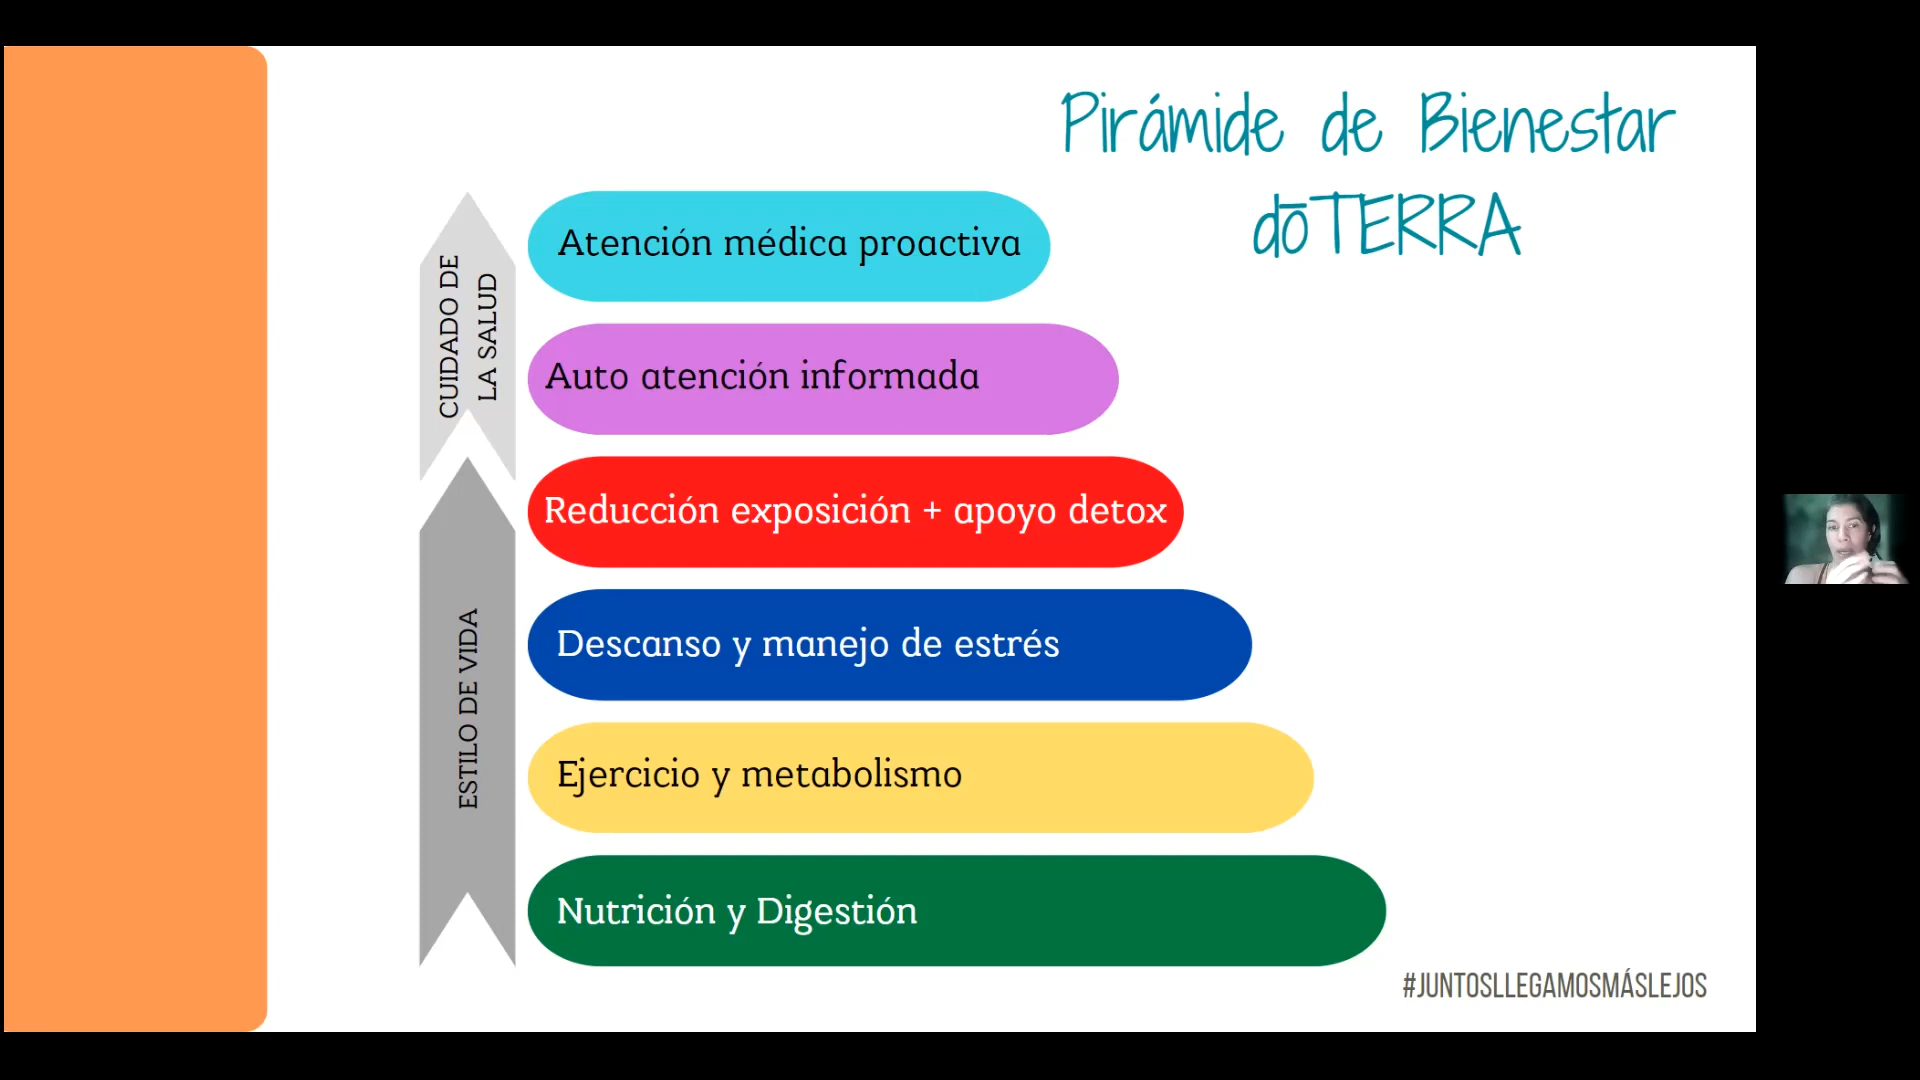 Pirámide de Bienestar
dōTERRA
CUIDADO DE
LA SALUD
Atención médica proactiva
Auto atención informada
Reducción exposición + apoyo detox
ESTILO DE VIDA
Descanso y manejo de estrés
Ejercicio y metabolismo
Nutrición y Digestión
#JUNTOSLLEGAMOSMÁSLEJOS